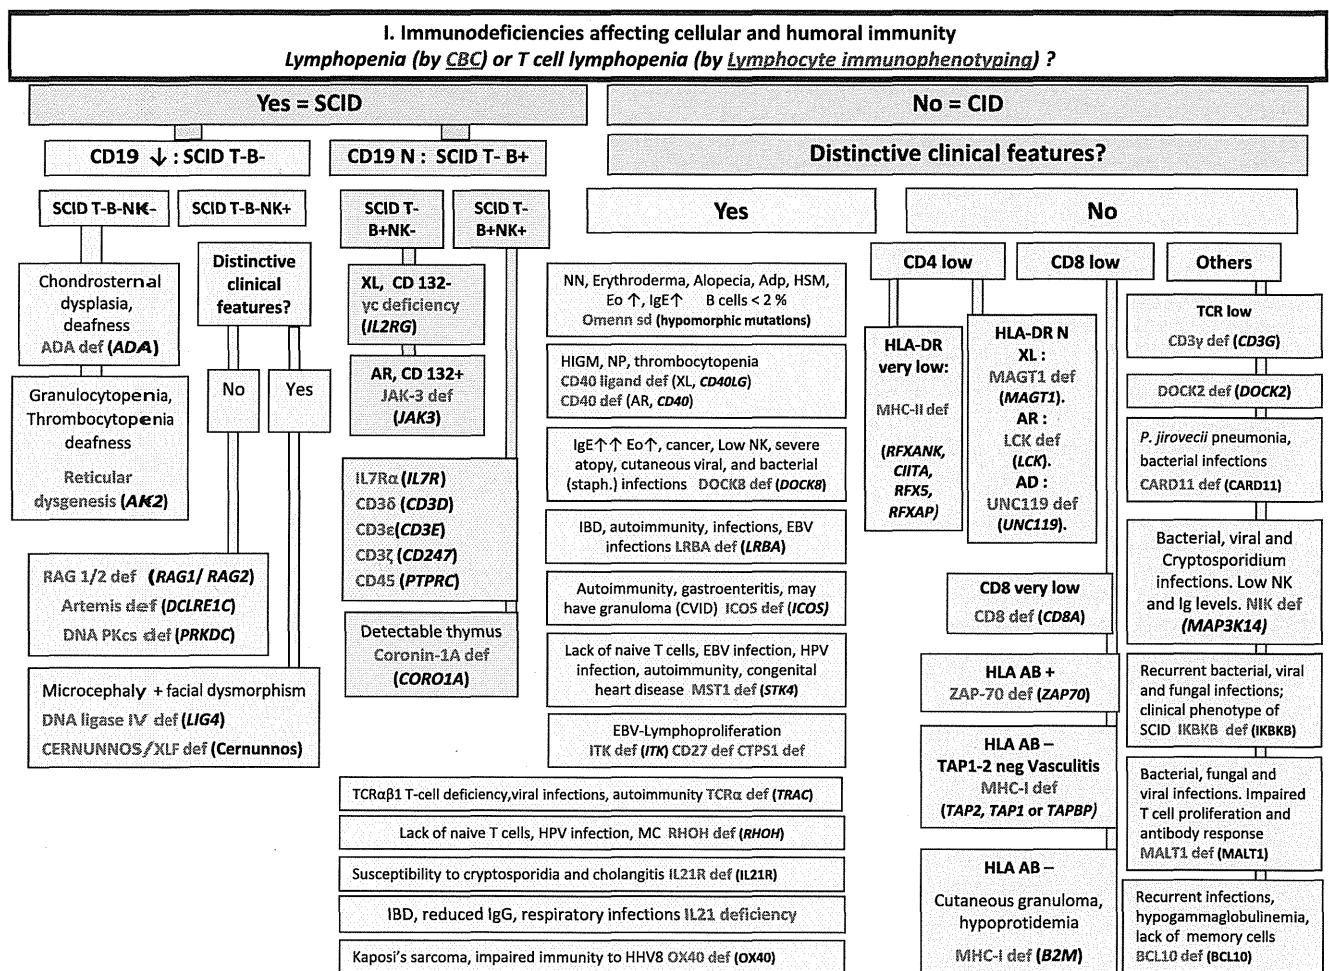 I. Immunodeficiencies affecting cellular and humoral immunity
Lymphopenia (by CBC) or T cell lymphopenia (by Lymphocyte immunophenotyping) ?
Yes = SCID
No = CID
CD19 ↓ : SCID T-B-
CD19 N : SCID T- B+
Distinctive clinical features?
SCID T-B-NK-
SCID T-B-NK+
SCID T-
B+NK-
SCID T-
B+NK+
Yes
No
Chondrosternal
dysplasia,
deafness
ADA def (ADA)
Granulocytopenia,
Thrombocytopenia
deafness
Reticular
dysgenesis (AK2)
Distinctive
clinical
features?
No
Yes
RAG 1/2 def (RAG1/ RAG2)
Artemis def (DCLRE1C)
DNA PKcs def (PRKDC)
Microcephaly + facial dysmorphism
DNA ligase IV def (LIG4)
CERNUNNOS/XLF def (Cernunnos)
XL, CD 132-
γc deficiency
(IL2RG)
AR, CD 132+
JAK-3 def
(JAK3)
IL7Rα (IL7R)
CD3δ (CD3D)
CD3ε(CD3E)
CD3ζ (CD247)
CD45 (PTPRC)
Detectable thymus
Coronin-1A def
(CORO1A)
NN, Erythroderma, Alopecia, Adp, HSM,
Eo ↑, IgE↑ B cells < 2 %
Omenn sd (hypomorphic mutations)
HIGM, NP, thrombocytopenia
CD40 ligand def (XL, CD40LG)
CD40 def (AR, CD40)
IgE↑↑ Eo↑, cancer, Low NK, severe
atopy, cutaneous viral, and bacterial
(staph.) infections DOCK8 def (DOCK8)
IBD, autoimmunity, infections, EBV
infections LRBA def (LRBA)
Autoimmunity, gastroenteritis, may
have granuloma (CVID) ICOS def (ICOS)
Lack of naive T cells, EBV infection, HPV
infection, autoimmunity, congenital
heart disease MST1 def (STK4)
EBV-Lymphoproliferation
ITK def (ITK) CD27 def CTPS1 def
TCRαβ1 T-cell deficiency,viral infections, autoimmunity TCRα def (TRAC)
Lack of naive T cells, HPV infection, MC RHOH def (RHOH)
Susceptibility to cryptosporidia and cholangitis IL21R def (IL21R)
IBD, reduced IgG, respiratory infections IL21 deficiency
Kaposi's sarcoma, impaired immunity to HHV8 OX40 def (OX40)
CD4 low
CD8 low
Others
HLA-DR
very low:
MHC-II def
(RFXANK,
CIITA,
RFX5,
RFXAP)
HLA-DR N
XL :
MAGT1 def
(MAGT1).
AR :
LCK def
(LCK).
AD :
UNC119 def
(UNC119).
CD8 very low
CD8 def (CD8A)
HLA AB +
ZAP-70 def (ZAP70)
HLA AB –
TAP1-2 neg Vasculitis
MHC-I def
(TAP2, TAP1 or TAPBP)
HLA AB –
Cutaneous granuloma,
hypoprotidemia
MHC-I def (B2M)
TCR low
CD3γ def (CD3G)
DOCK2 def (DOCK2)
P. jirovecii pneumonia,
bacterial infections
CARD11 def (CARD11)
Bacterial, viral and
Cryptosporidium
infections. Low NK
and Ig levels. NIK def
(MAP3K14)
Recurrent bacterial, viral
and fungal infections;
clinical phenotype of
SCID IKBKB def (IKBKB)
Bacterial, fungal and
viral infections. Impaired
T cell proliferation and
antibody response
MALT1 def (MALT1)
Recurrent infections,
hypogammaglobulinemia,
lack of memory cells
BCL10 def (BCL10)